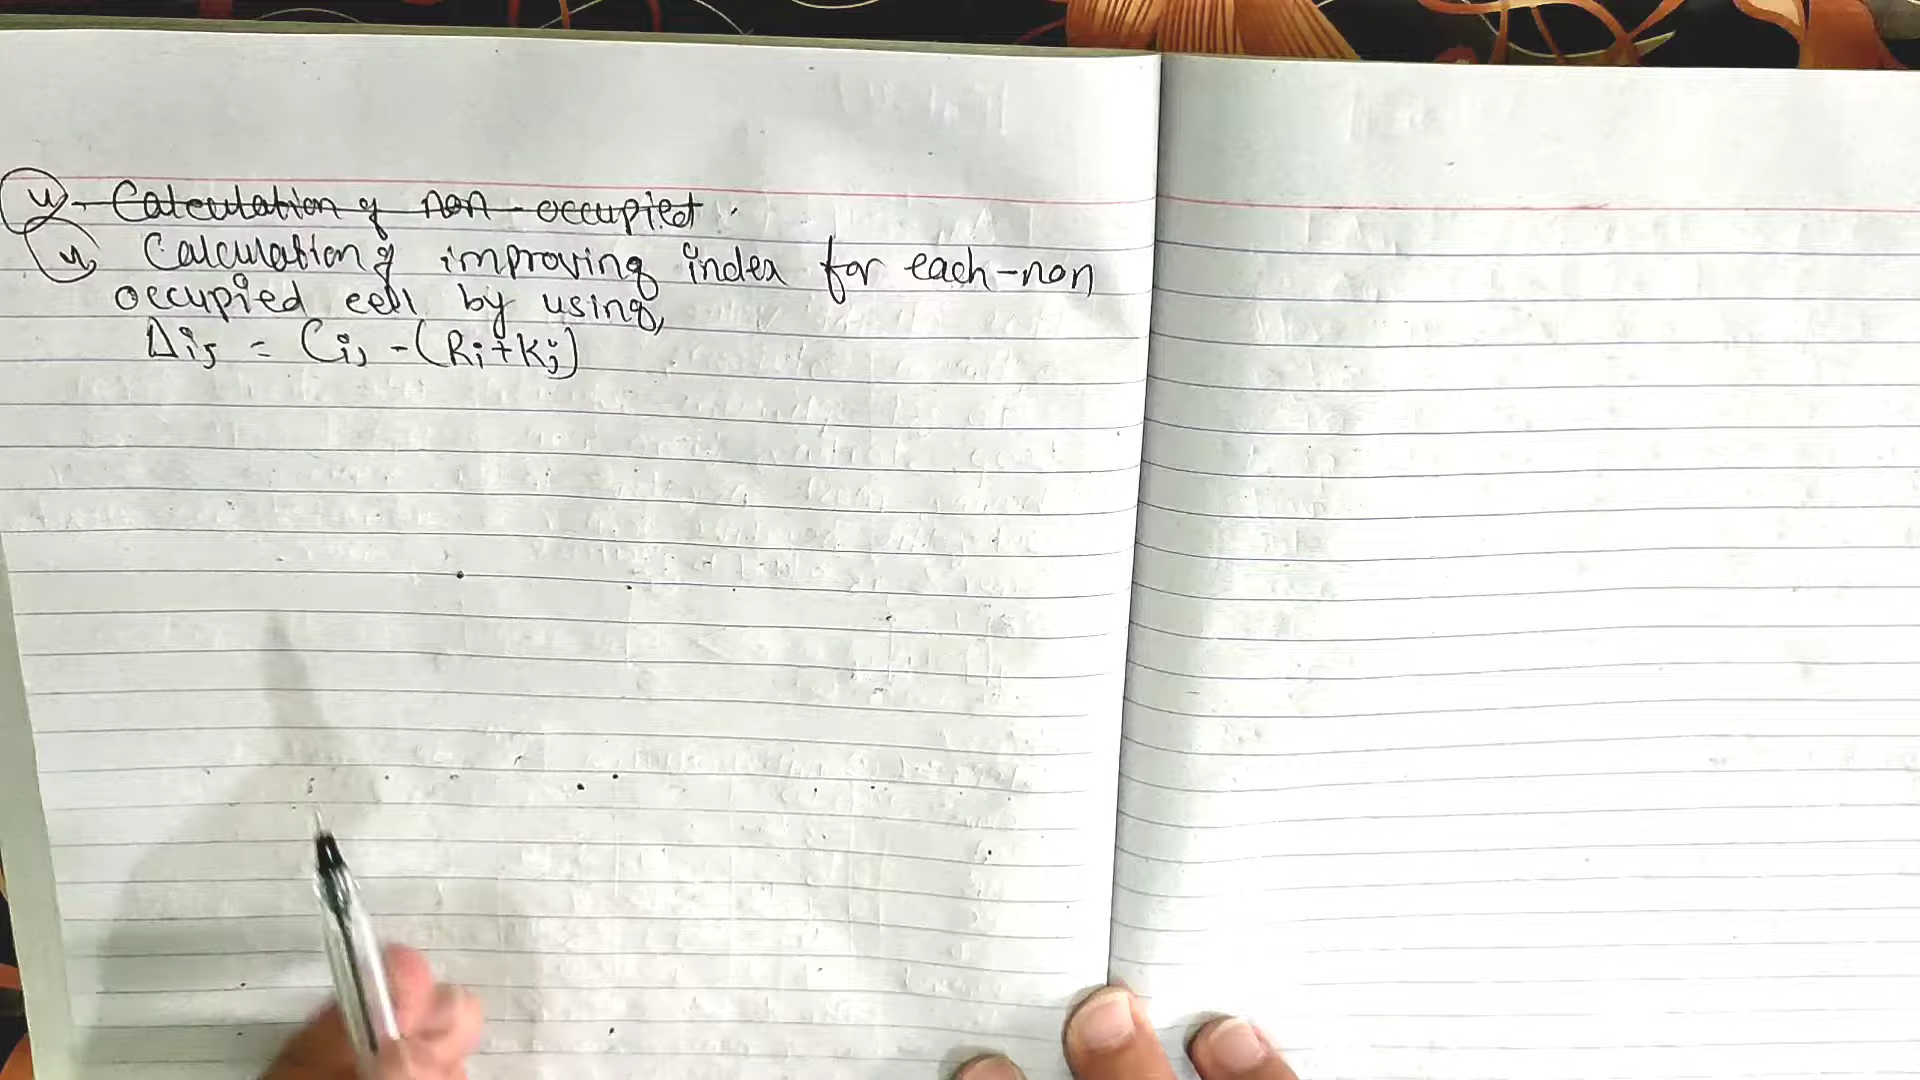 Calculation of non-occupied.
Calculation of improving index for each-non
occupied cell by using,
Δij = Cij - (Ri+Kj)